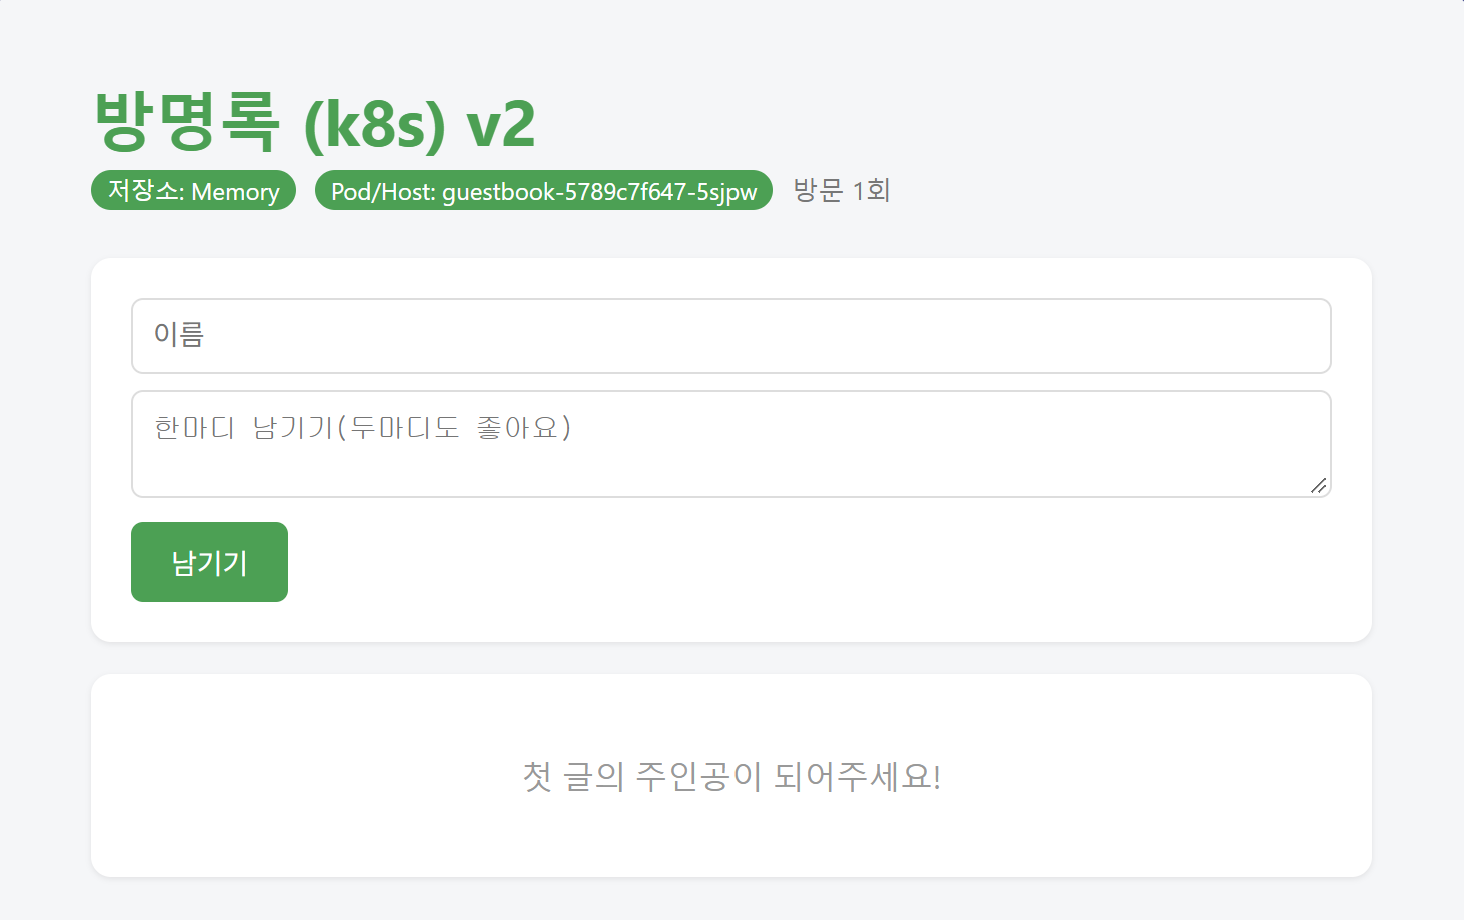 방명록 (k8s) v2
저장소: Memory Pod/Host: guestbook-5789c7f647-5sjpw 방문 1회
이름
한마디 남기기(두마디도 좋아요)
남기기
첫 글의 주인공이 되어주세요!